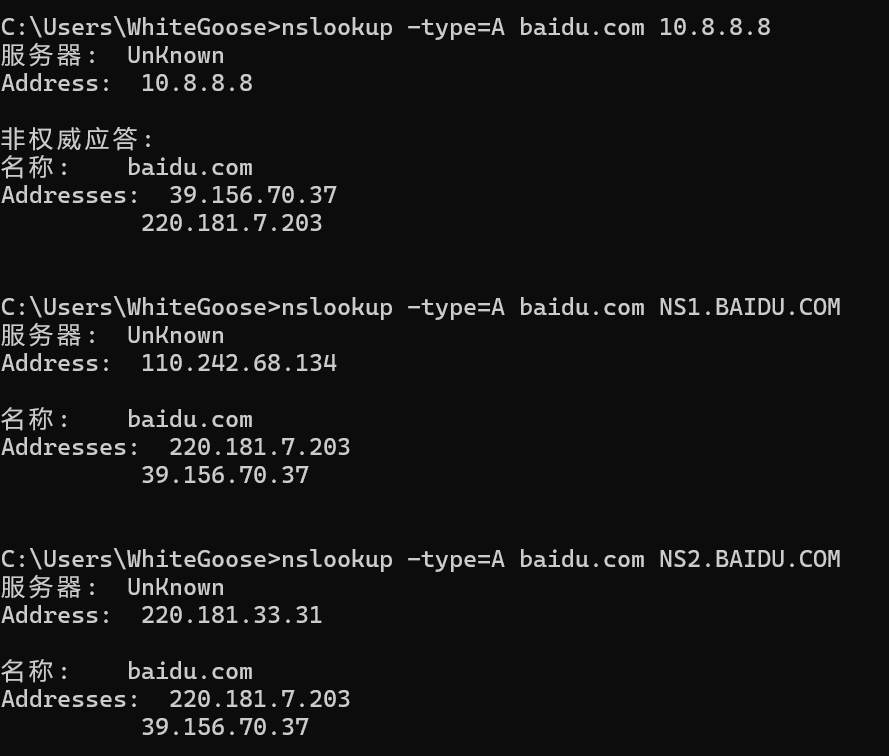 C:\Users\WhiteGoose>nslookup -type=A baidu.com 10.8.8.8
服务器:  UnKnown
Address:  10.8.8.8
非权威应答:
名称:    baidu.com
Addresses:  39.156.70.37
220.181.7.203
C:\Users\WhiteGoose>nslookup -type=A baidu.com NS1.BAIDU.COM
服务器:  UnKnown
Address:  110.242.68.134
名称:    baidu.com
Addresses:  220.181.7.203
39.156.70.37
C:\Users\WhiteGoose>nslookup -type=A baidu.com NS2.BAIDU.COM
服务器:  UnKnown
Address:  220.181.33.31
名称:    baidu.com
Addresses:  220.181.7.203
39.156.70.37